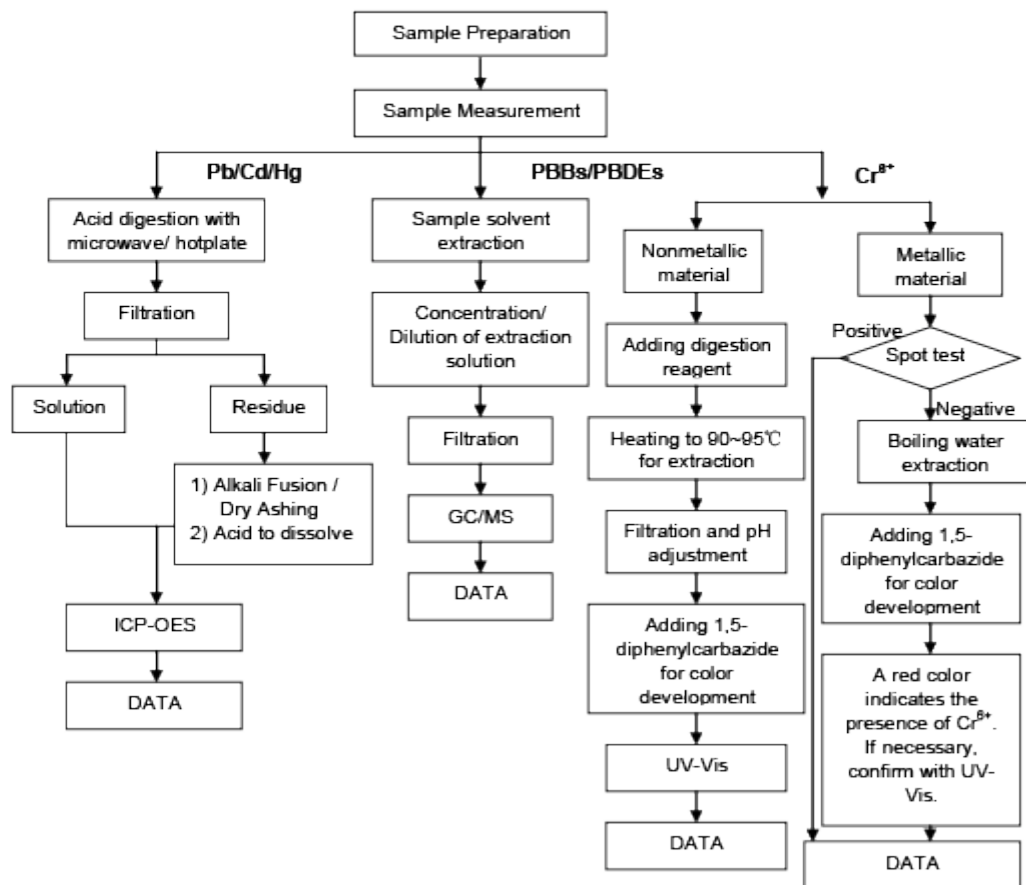 Sample Preparation
Sample Measurement
Pb/Cd/Hg
PBBs/PBDEs
Cr⁶⁺
Acid digestion with
microwave/ hotplate
Filtration
Solution
Residue
1) Alkali Fusion /
Dry Ashing
2) Acid to dissolve
ICP-OES
DATA
Sample solvent
extraction
Concentration/
Dilution of extraction
solution
Filtration
GC/MS
DATA
Nonmetallic
material
Adding digestion
reagent
Heating to 90~95℃
for extraction
Filtration and pH
adjustment
Adding 1,5-
diphenylcarbazide
for color
development
UV-Vis
DATA
Metallic
material
Positive
Spot test
Negative
Boiling water
extraction
Adding 1,5-
diphenylcarbazide
for color
development
A red color
indicates the
presence of Cr⁶⁺.
If necessary,
confirm with UV-
Vis.
DATA